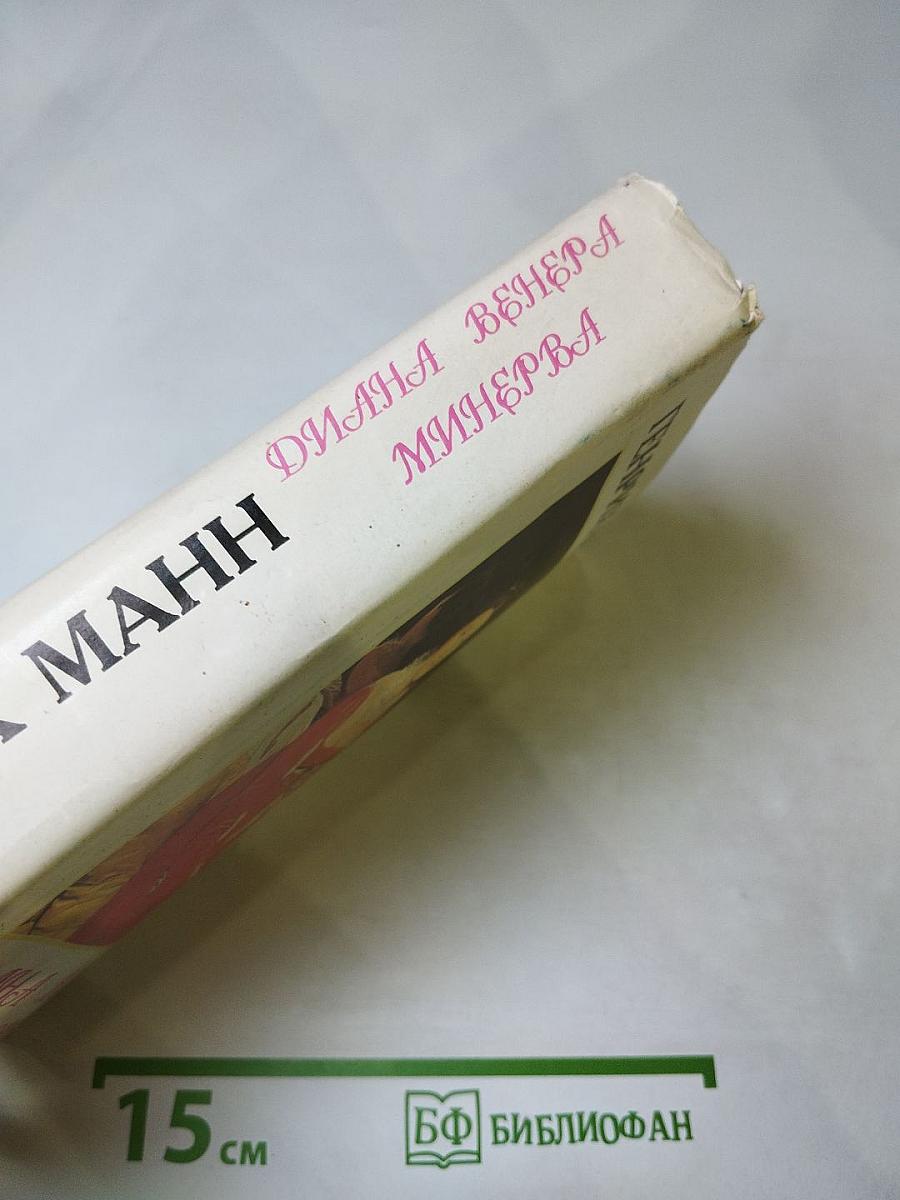 ДИАНА ВЕНЕРА
МИНЕРВА
Х МАНН
15 см
БФ БИБЛИОФАН